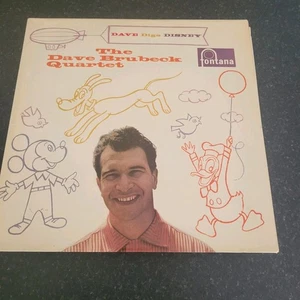 DAVE Digs DISNEY
fontana
The
Dave Brubeck
Quartet